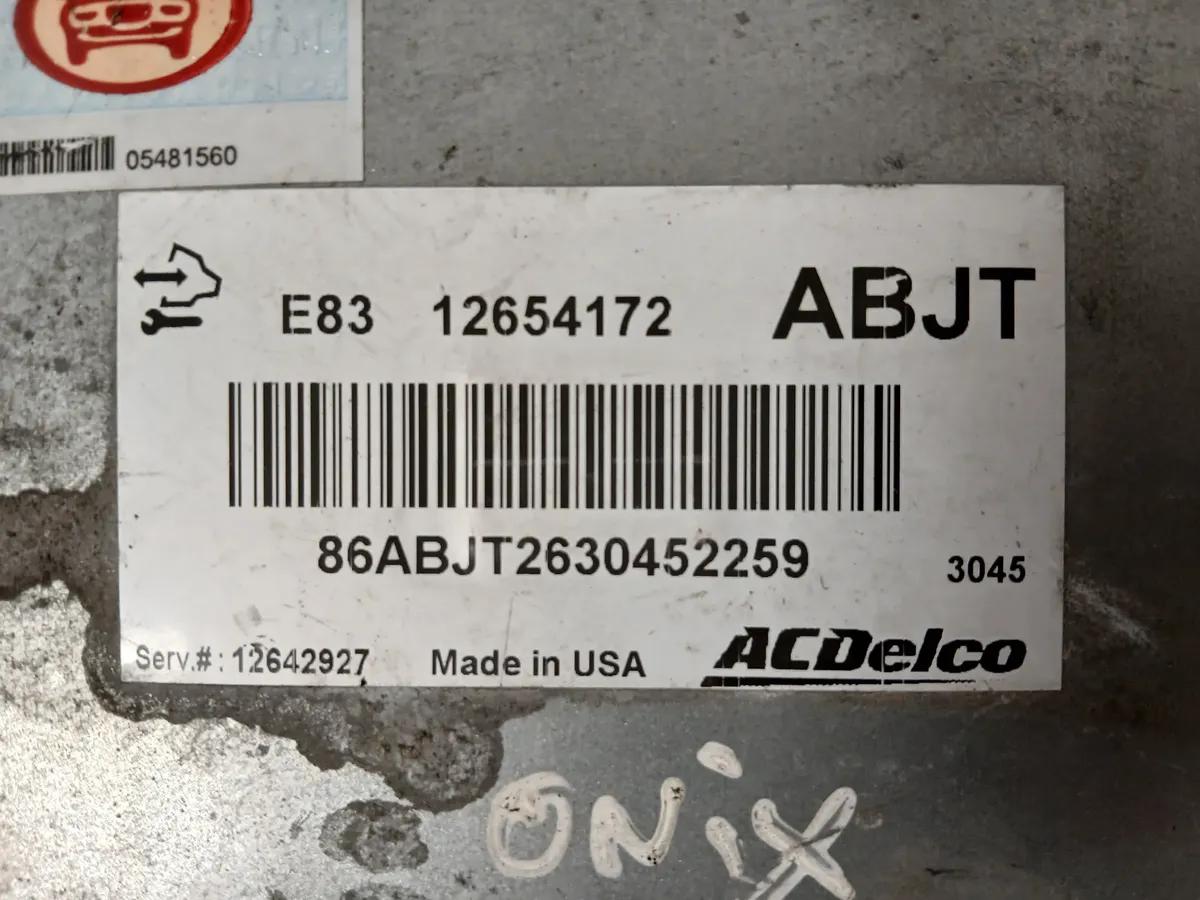 05481560
E83 12654172 ABJT
86ABJT2630452259 3045
Serv.#: 12642927 Made in USA ACDelco
ONiX